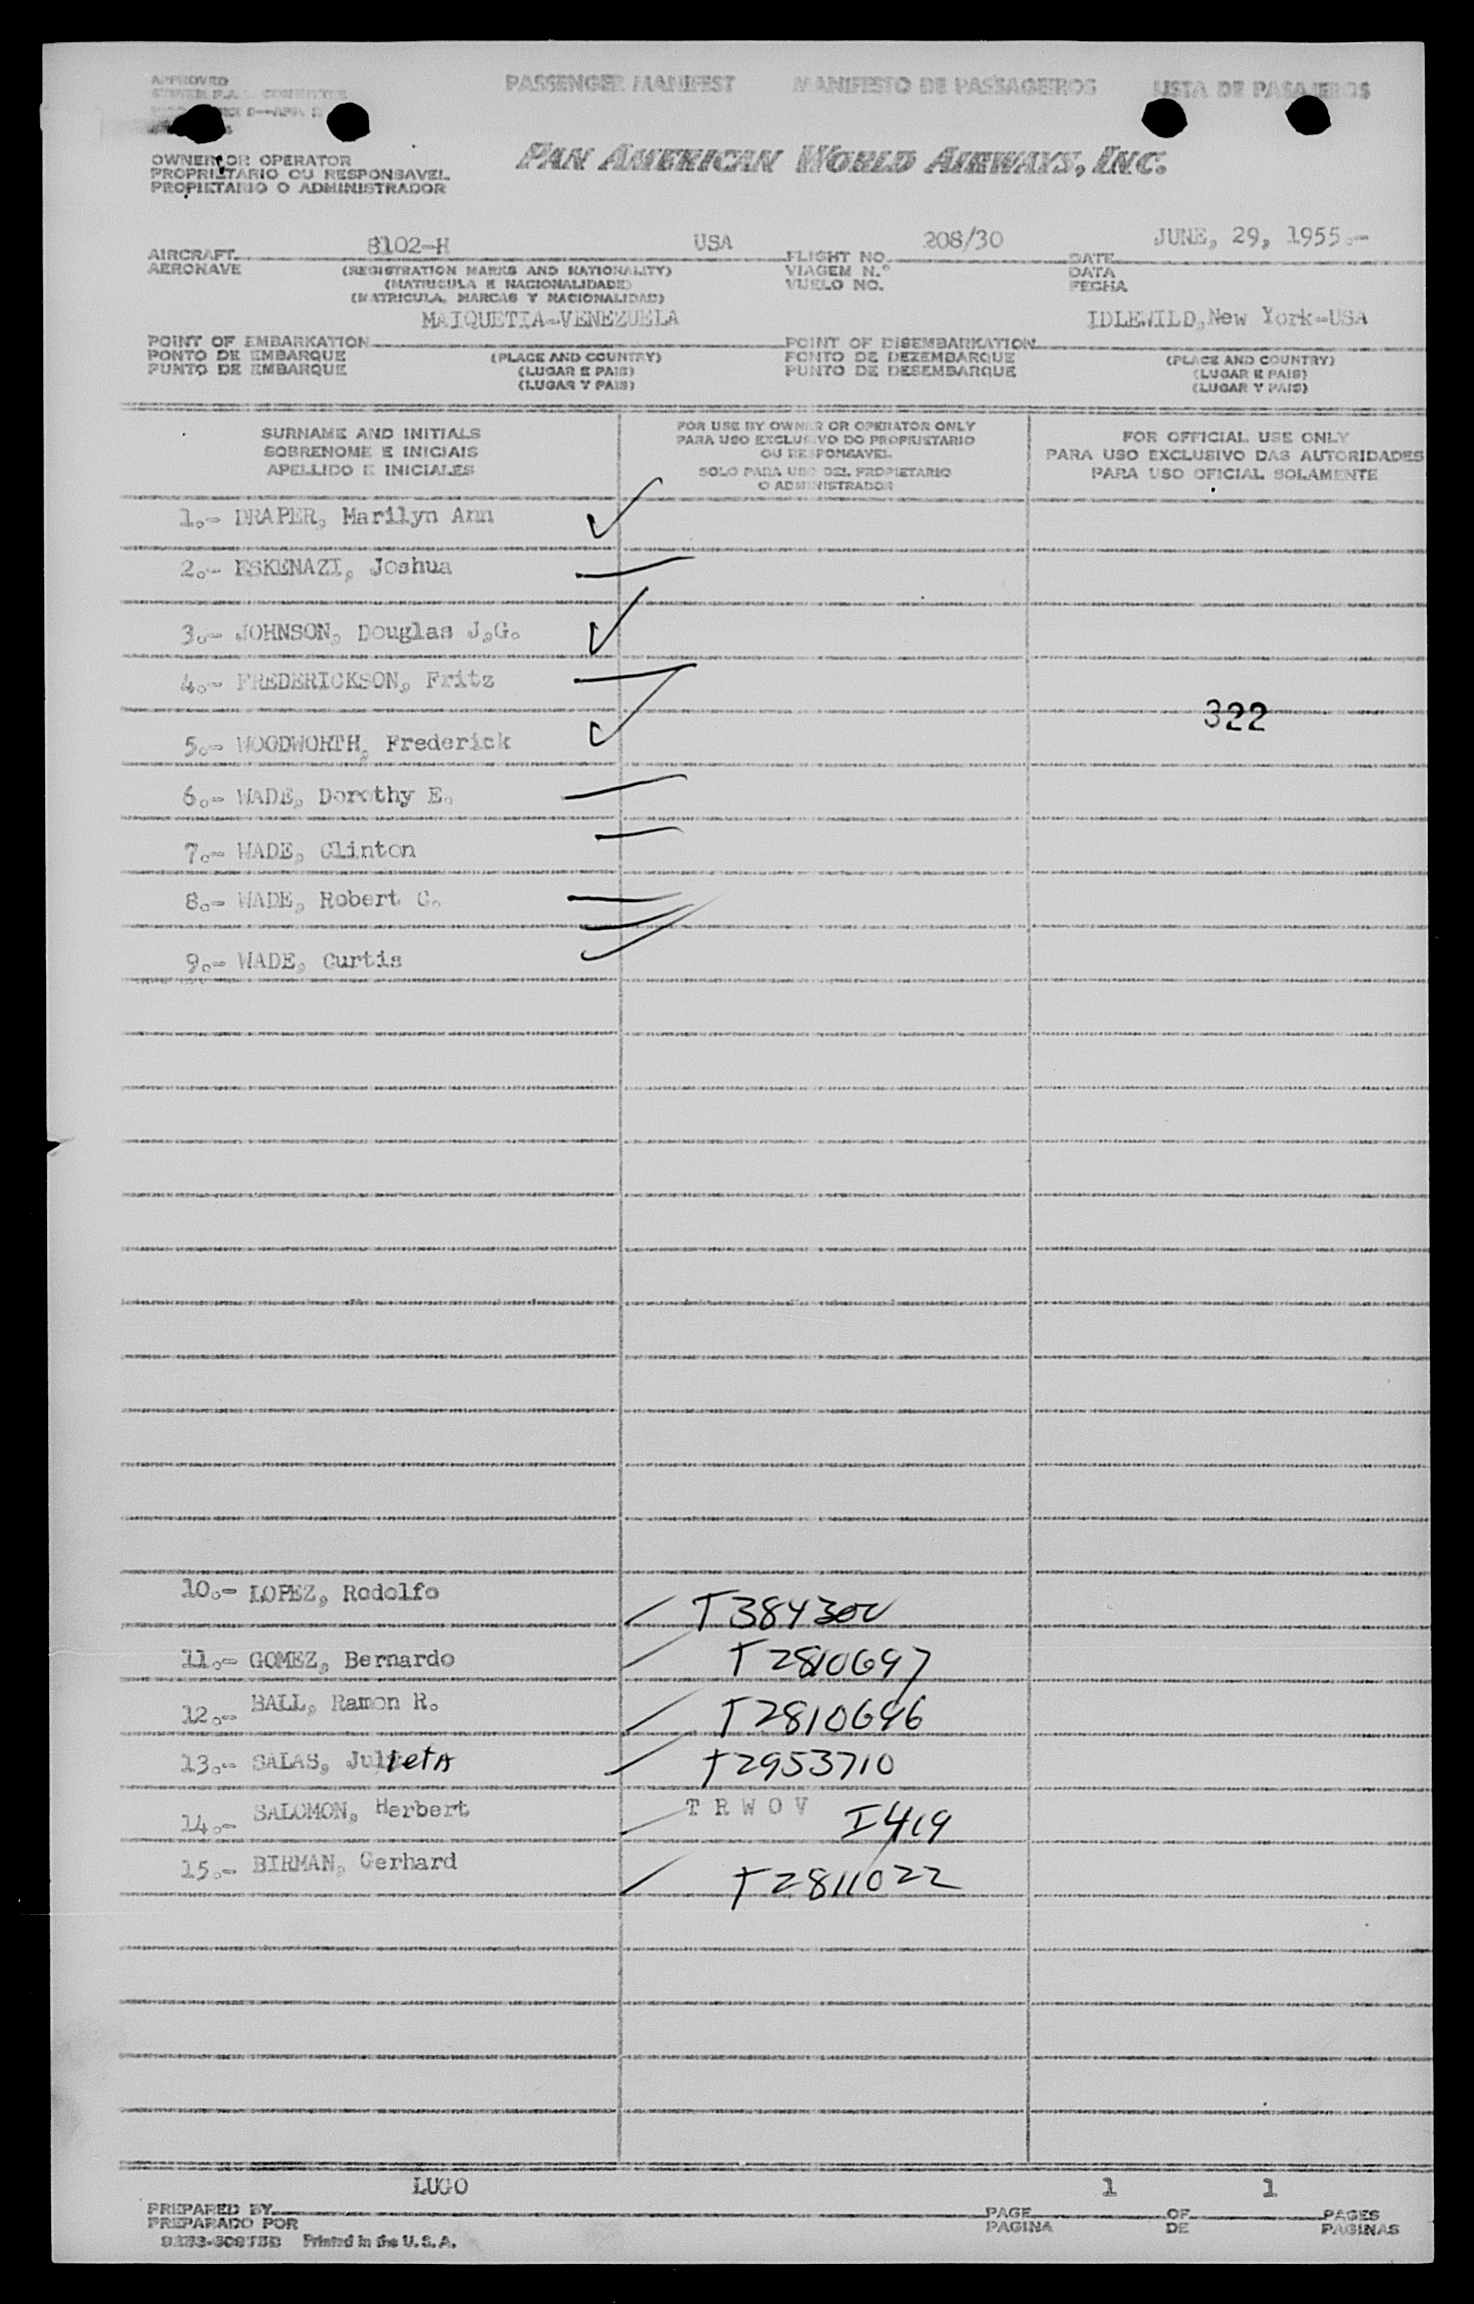 APPROVED
PASSENGER MANIFEST MANIFESTO DE PASSAGEIROS LISTA DE PASAJEROS
OWNER OR OPERATOR
PROPRIETARIO OU RESPONSAVEL
PROPIETARIO O ADMINISTRADOR
PAN AMERICAN WORLD AIRWAYS, INC.
AIRCRAFT 8102-H USA FLIGHT NO. 208/30 DATE JUNE, 29, 1955.-
AERONAVE (REGISTRATION MARKS AND NATIONALITY) VIAGEM N.º DATA
(MATRICULA E NACIONALIDADE) VUELO NO. FECHA
(MATRICULA, MARCAS Y NACIONALIDAD)
POINT OF EMBARKATION MAIQUETIA-VENEZUELA POINT OF DISEMBARKATION IDLEWILD,New York-USA
PONTO DE EMBARQUE (PLACE AND COUNTRY) PONTO DE DEZEMBARQUE (PLACE AND COUNTRY)
PUNTO DE EMBARQUE (LUGAR E PAIS) PUNTO DE DESEMBARQUE (LUGAR E PAIS)
(LUGAR Y PAIS) (LUGAR Y PAIS)
SURNAME AND INITIALS
SOBRENOME E INICIAIS
APELLIDO E INICIALES
FOR USE BY OWNER OR OPERATOR ONLY
PARA USO EXCLUSIVO DO PROPRIETARIO
OU RESPONSAVEL
SOLO PARA USO DEL PROPIETARIO
O ADMINISTRADOR
FOR OFFICIAL USE ONLY
PARA USO EXCLUSIVO DAS AUTORIDADES
PARA USO OFICIAL SOLAMENTE
1.- DRAPER, Marilyn Ann
2.- ESKENAZI, Joshua
3.- JOHNSON, Douglas J.G.
4.- FREDERICKSON, Fritz
322
5.- WOODWORTH, Frederick
6.- WADE, Dorothy E.
7.- WADE, Clinton
8.- WADE, Robert C.
9.- WADE, Curtis
10.- LOPEZ, Rodolfo T384300
11.- GOMEZ, Bernardo T2810697
12.- BALL, Ramon R. T2810696
13.- SALAS, Julieta T2953710
14.- SALOMON, Herbert T R W O V I419
15.- BIRMAN, Gerhard T2811022
PREPARED BY LUGO PAGE 1 OF 1 PAGES
PREPARADO POR PAGINA DE PAGINAS
Printed in the U. S. A.